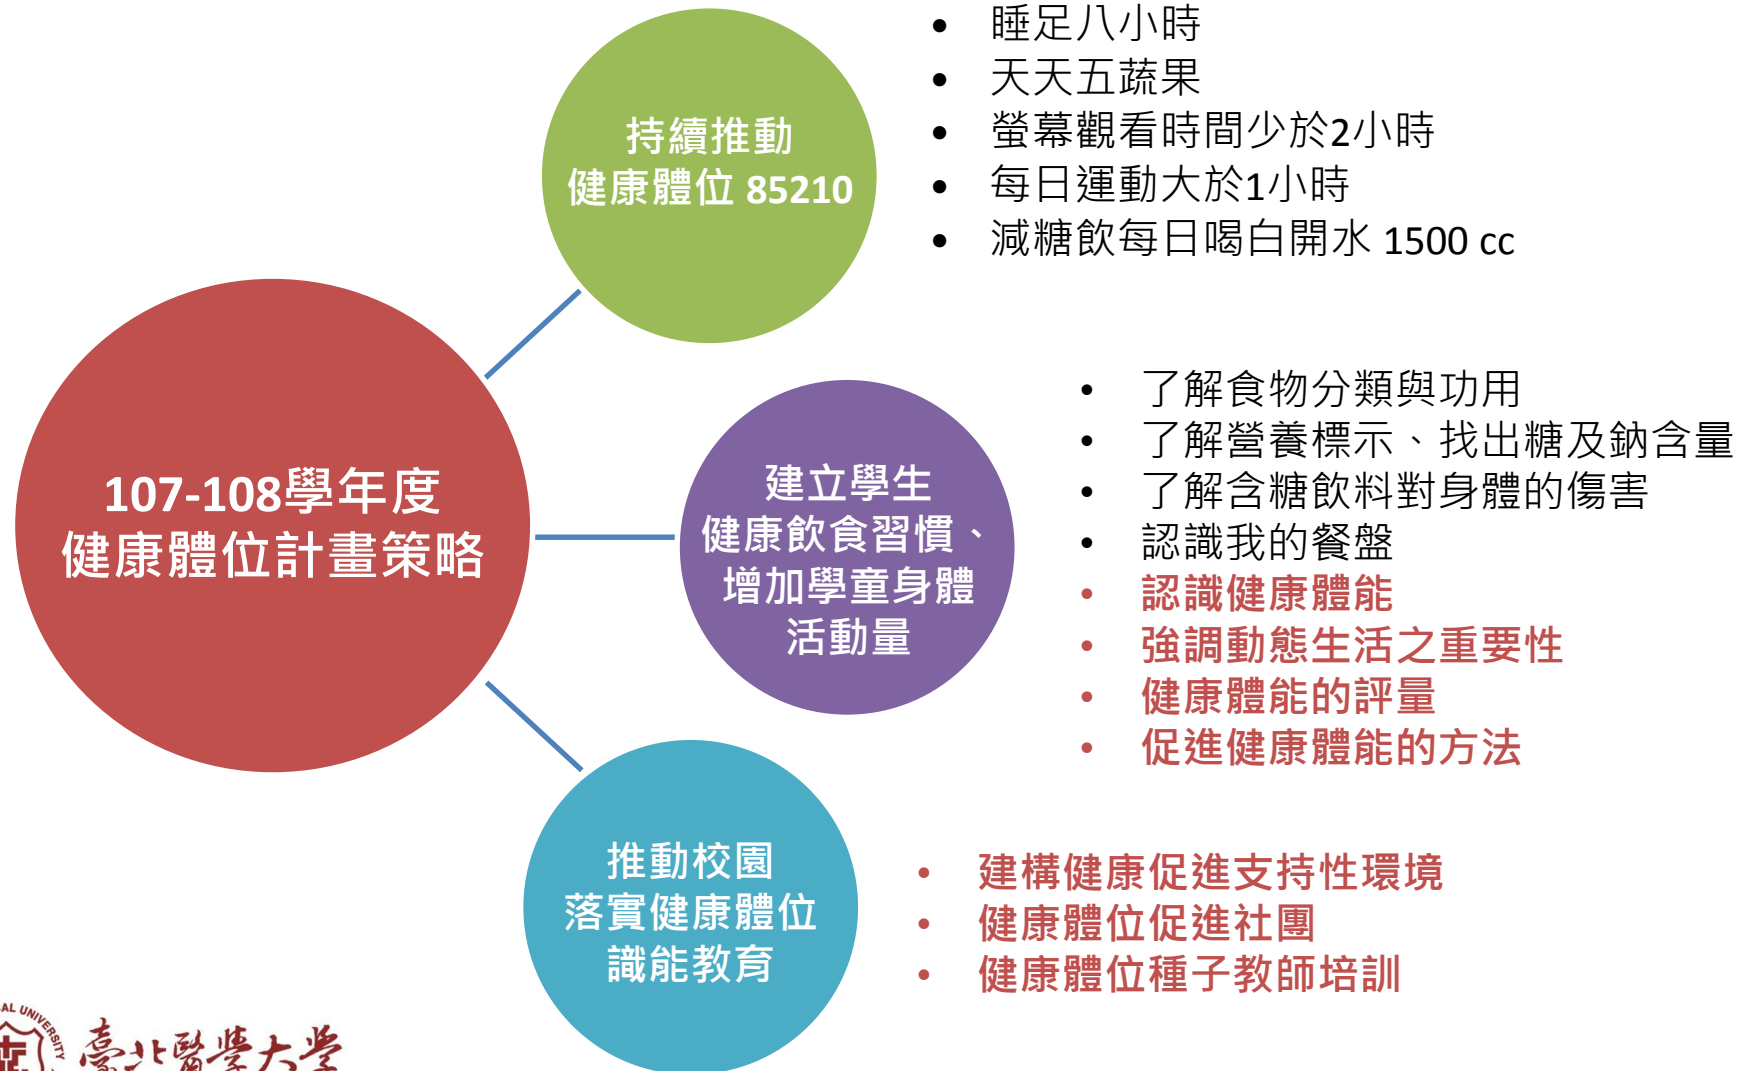 107-108學年度
健康體位計畫策略
持續推動
健康體位 85210
• 睡足八小時
• 天天五蔬果
• 螢幕觀看時間少於2小時
• 每日運動大於1小時
• 減糖飲每日喝白開水 1500 cc
建立學生
健康飲食習慣、
增加學童身體
活動量
• 了解食物分類與功用
• 了解營養標示、找出糖及鈉含量
• 了解含糖飲料對身體的傷害
• 認識我的餐盤
• 認識健康體能
• 強調動態生活之重要性
• 健康體能的評量
• 促進健康體能的方法
推動校園
落實健康體位
識能教育
• 建構健康促進支持性環境
• 健康體位促進社團
• 健康體位種子教師培訓
UNIVERSITY
臺北醫學大學